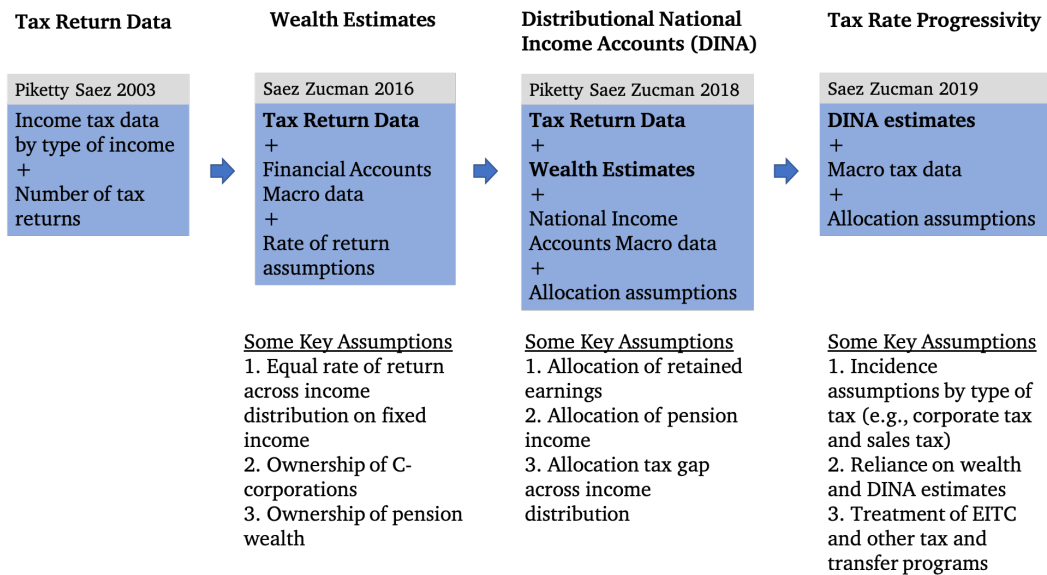 Tax Return Data
Piketty Saez 2003
Income tax data
by type of income
+
Number of tax
returns
Wealth Estimates
Saez Zucman 2016
Tax Return Data
+
Financial Accounts
Macro data
+
Rate of return
assumptions
Some Key Assumptions
1. Equal rate of return
across income
distribution on fixed
income
2. Ownership of C-
corporations
3. Ownership of pension
wealth
Distributional National
Income Accounts (DINA)
Piketty Saez Zucman 2018
Tax Return Data
+
Wealth Estimates
+
National Income
Accounts Macro data
+
Allocation assumptions
Some Key Assumptions
1. Allocation of retained
earnings
2. Allocation of pension
income
3. Allocation tax gap
across income
distribution
Tax Rate Progressivity
Saez Zucman 2019
DINA estimates
+
Macro tax data
+
Allocation assumptions
Some Key Assumptions
1. Incidence
assumptions by type of
tax (e.g., corporate tax
and sales tax)
2. Reliance on wealth
and DINA estimates
3. Treatment of EITC
and other tax and
transfer programs